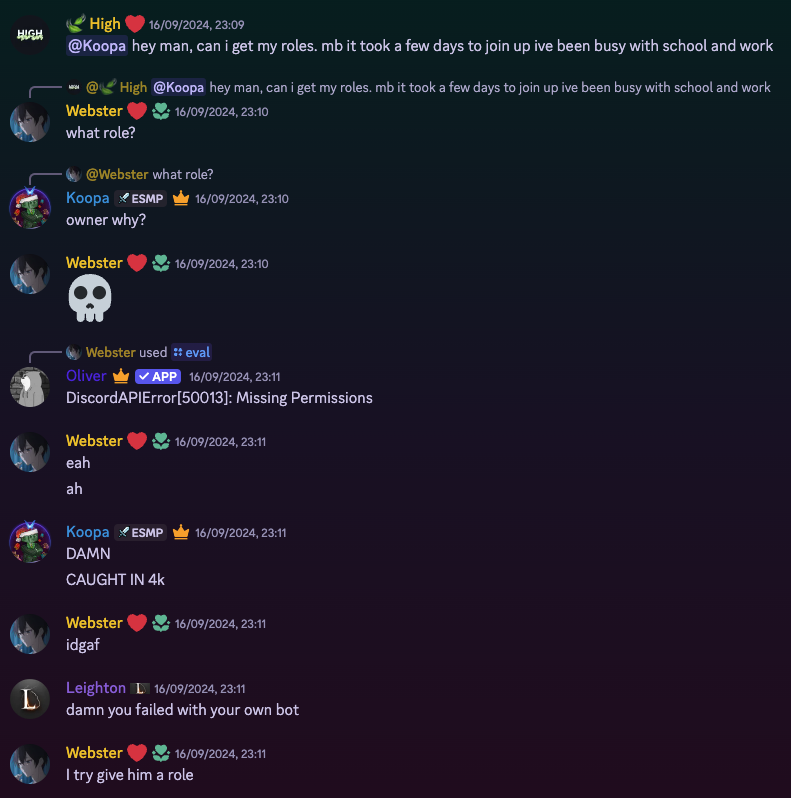 HIGH
🌿 High ❤️ 16/09/2024, 23:09
@Koopa hey man, can i get my roles. mb it took a few days to join up ive been busy with school and work
@🌿 High @Koopa hey man, can i get my roles. mb it took a few days to join up ive been busy with school and work
Webster ❤️ 16/09/2024, 23:10
what role?
@Webster what role?
Koopa ESMP 16/09/2024, 23:10
owner why?
Webster ❤️ 16/09/2024, 23:10
💀
Webster used eval
Oliver ✓ APP 16/09/2024, 23:11
DiscordAPIError[50013]: Missing Permissions
Webster ❤️ 16/09/2024, 23:11
eah
ah
Koopa ESMP 16/09/2024, 23:11
DAMN
CAUGHT IN 4k
Webster ❤️ 16/09/2024, 23:11
idgaf
L
Leighton L 16/09/2024, 23:11
damn you failed with your own bot
Webster ❤️ 16/09/2024, 23:11
I try give him a role